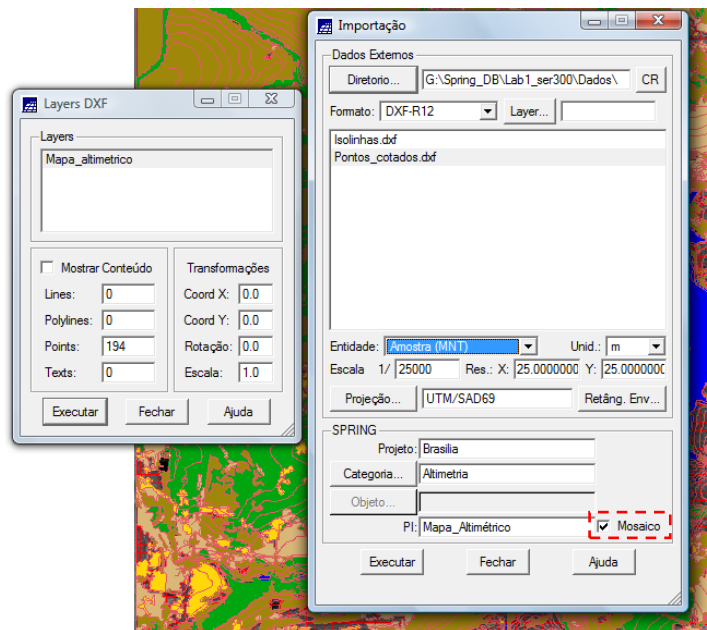 Layers DXF
Layers
Mapa_altimetrico
Mostrar Conteúdo
Transformações
Lines: 0
Coord X: 0.0
Polylines: 0
Coord Y: 0.0
Points: 194
Rotação: 0.0
Texts: 0
Escala: 1.0
Executar Fechar Ajuda
Importação
Dados Externos
Diretorio... G:\Spring_DB\Lab1_ser300\Dados\ CR
Formato: DXF-R12 Layer...
Isolinhas.dxf
Pontos_cotados.dxf
Entidade: Amostra (MNT) Unid.: m
Escala 1/ 25000 Res.: X: 25.0000000 Y: 25.0000000
Projeção... UTM/SAD69 Retâng. Env...
SPRING
Projeto: Brasilia
Categoria... Altimetria
Objeto...
PI: Mapa_Altimétrico Mosaico
Executar Fechar Ajuda